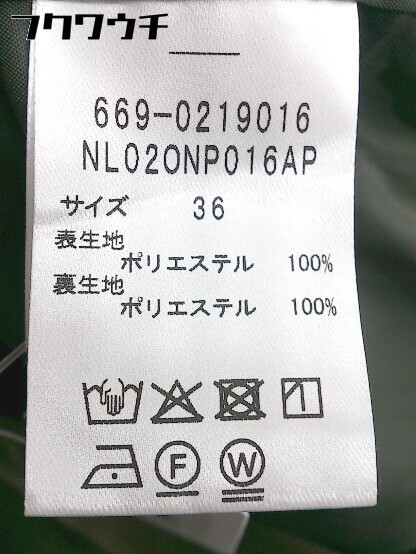 フクワウチ
669-0219016
NL02ONP016AP
サイズ 36
表生地
ポリエステル 100%
裏生地
ポリエステル 100%
F W